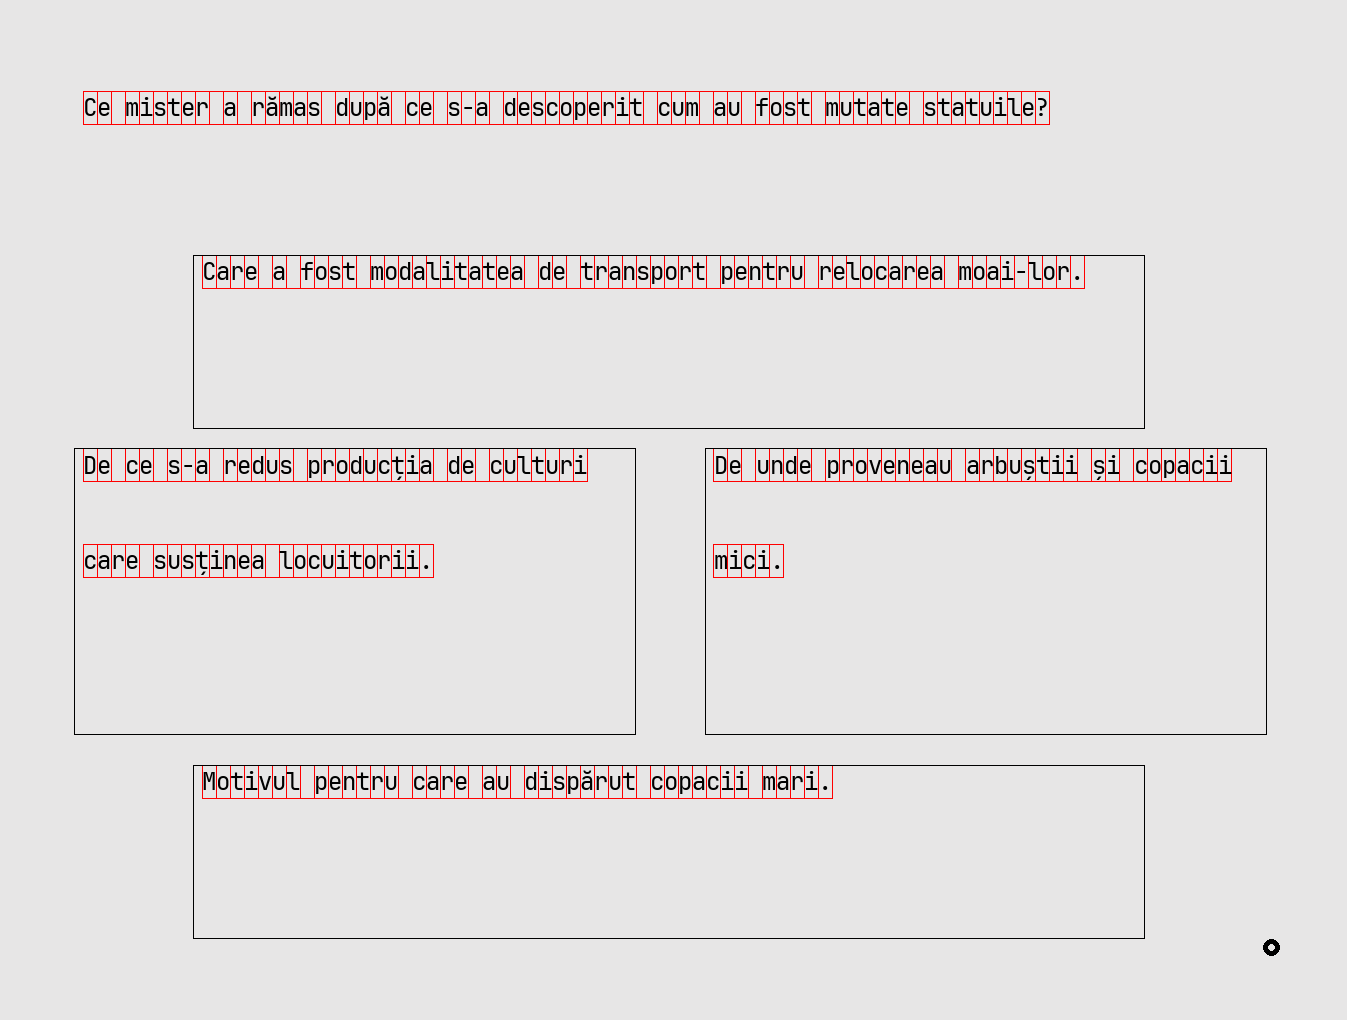 Ce mister a rămas după ce s-a descoperit cum au fost mutate statuile?
Care a fost modalitatea de transport pentru relocarea moai-lor.
De ce s-a redus producția de culturi
care susținea locuitorii.
De unde proveneau arbuștii și copacii
mici.
Motivul pentru care au dispărut copacii mari.